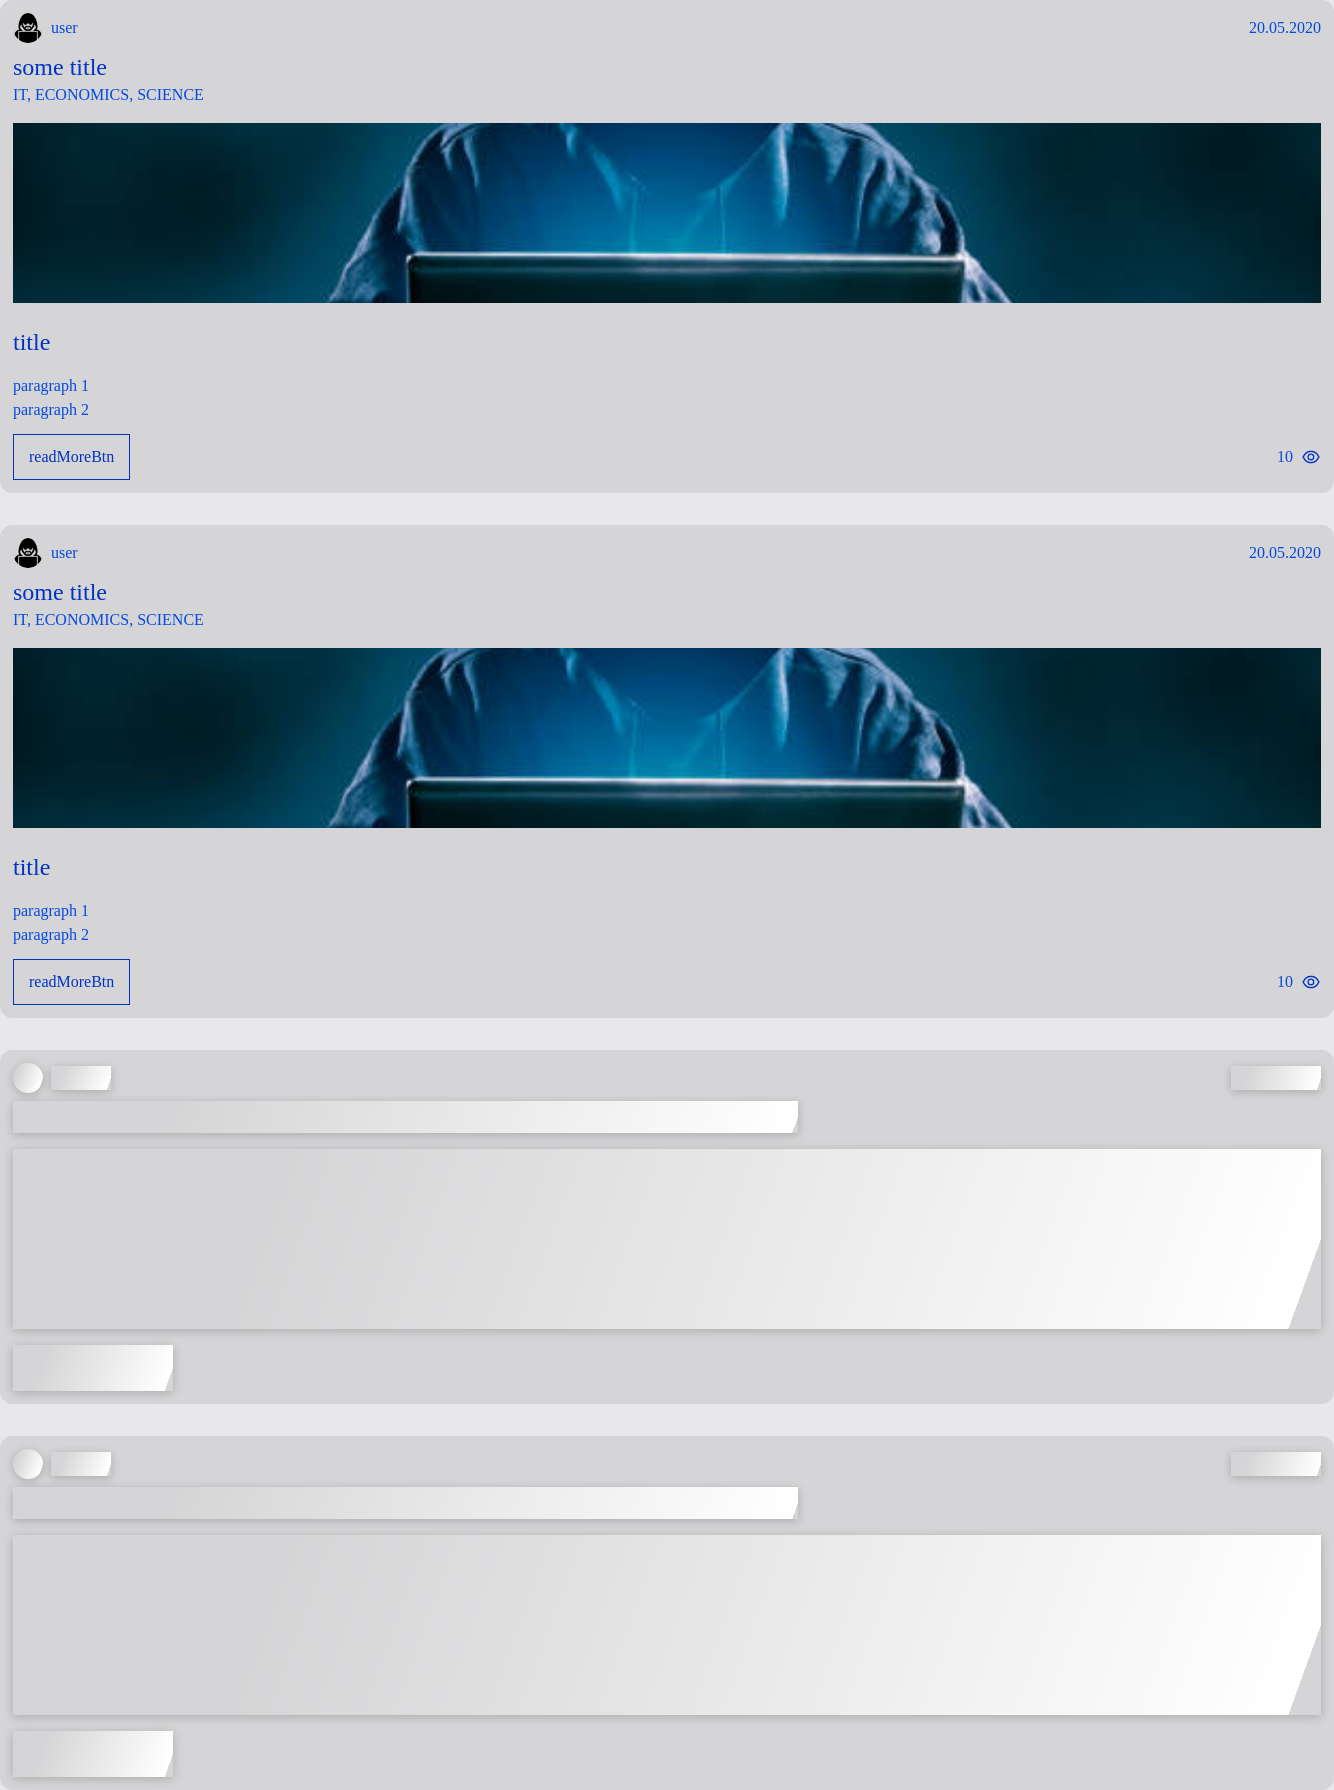 user
20.05.2020
some title
IT, ECONOMICS, SCIENCE
title
paragraph 1
paragraph 2
readMoreBtn
10
user
20.05.2020
some title
IT, ECONOMICS, SCIENCE
title
paragraph 1
paragraph 2
readMoreBtn
10